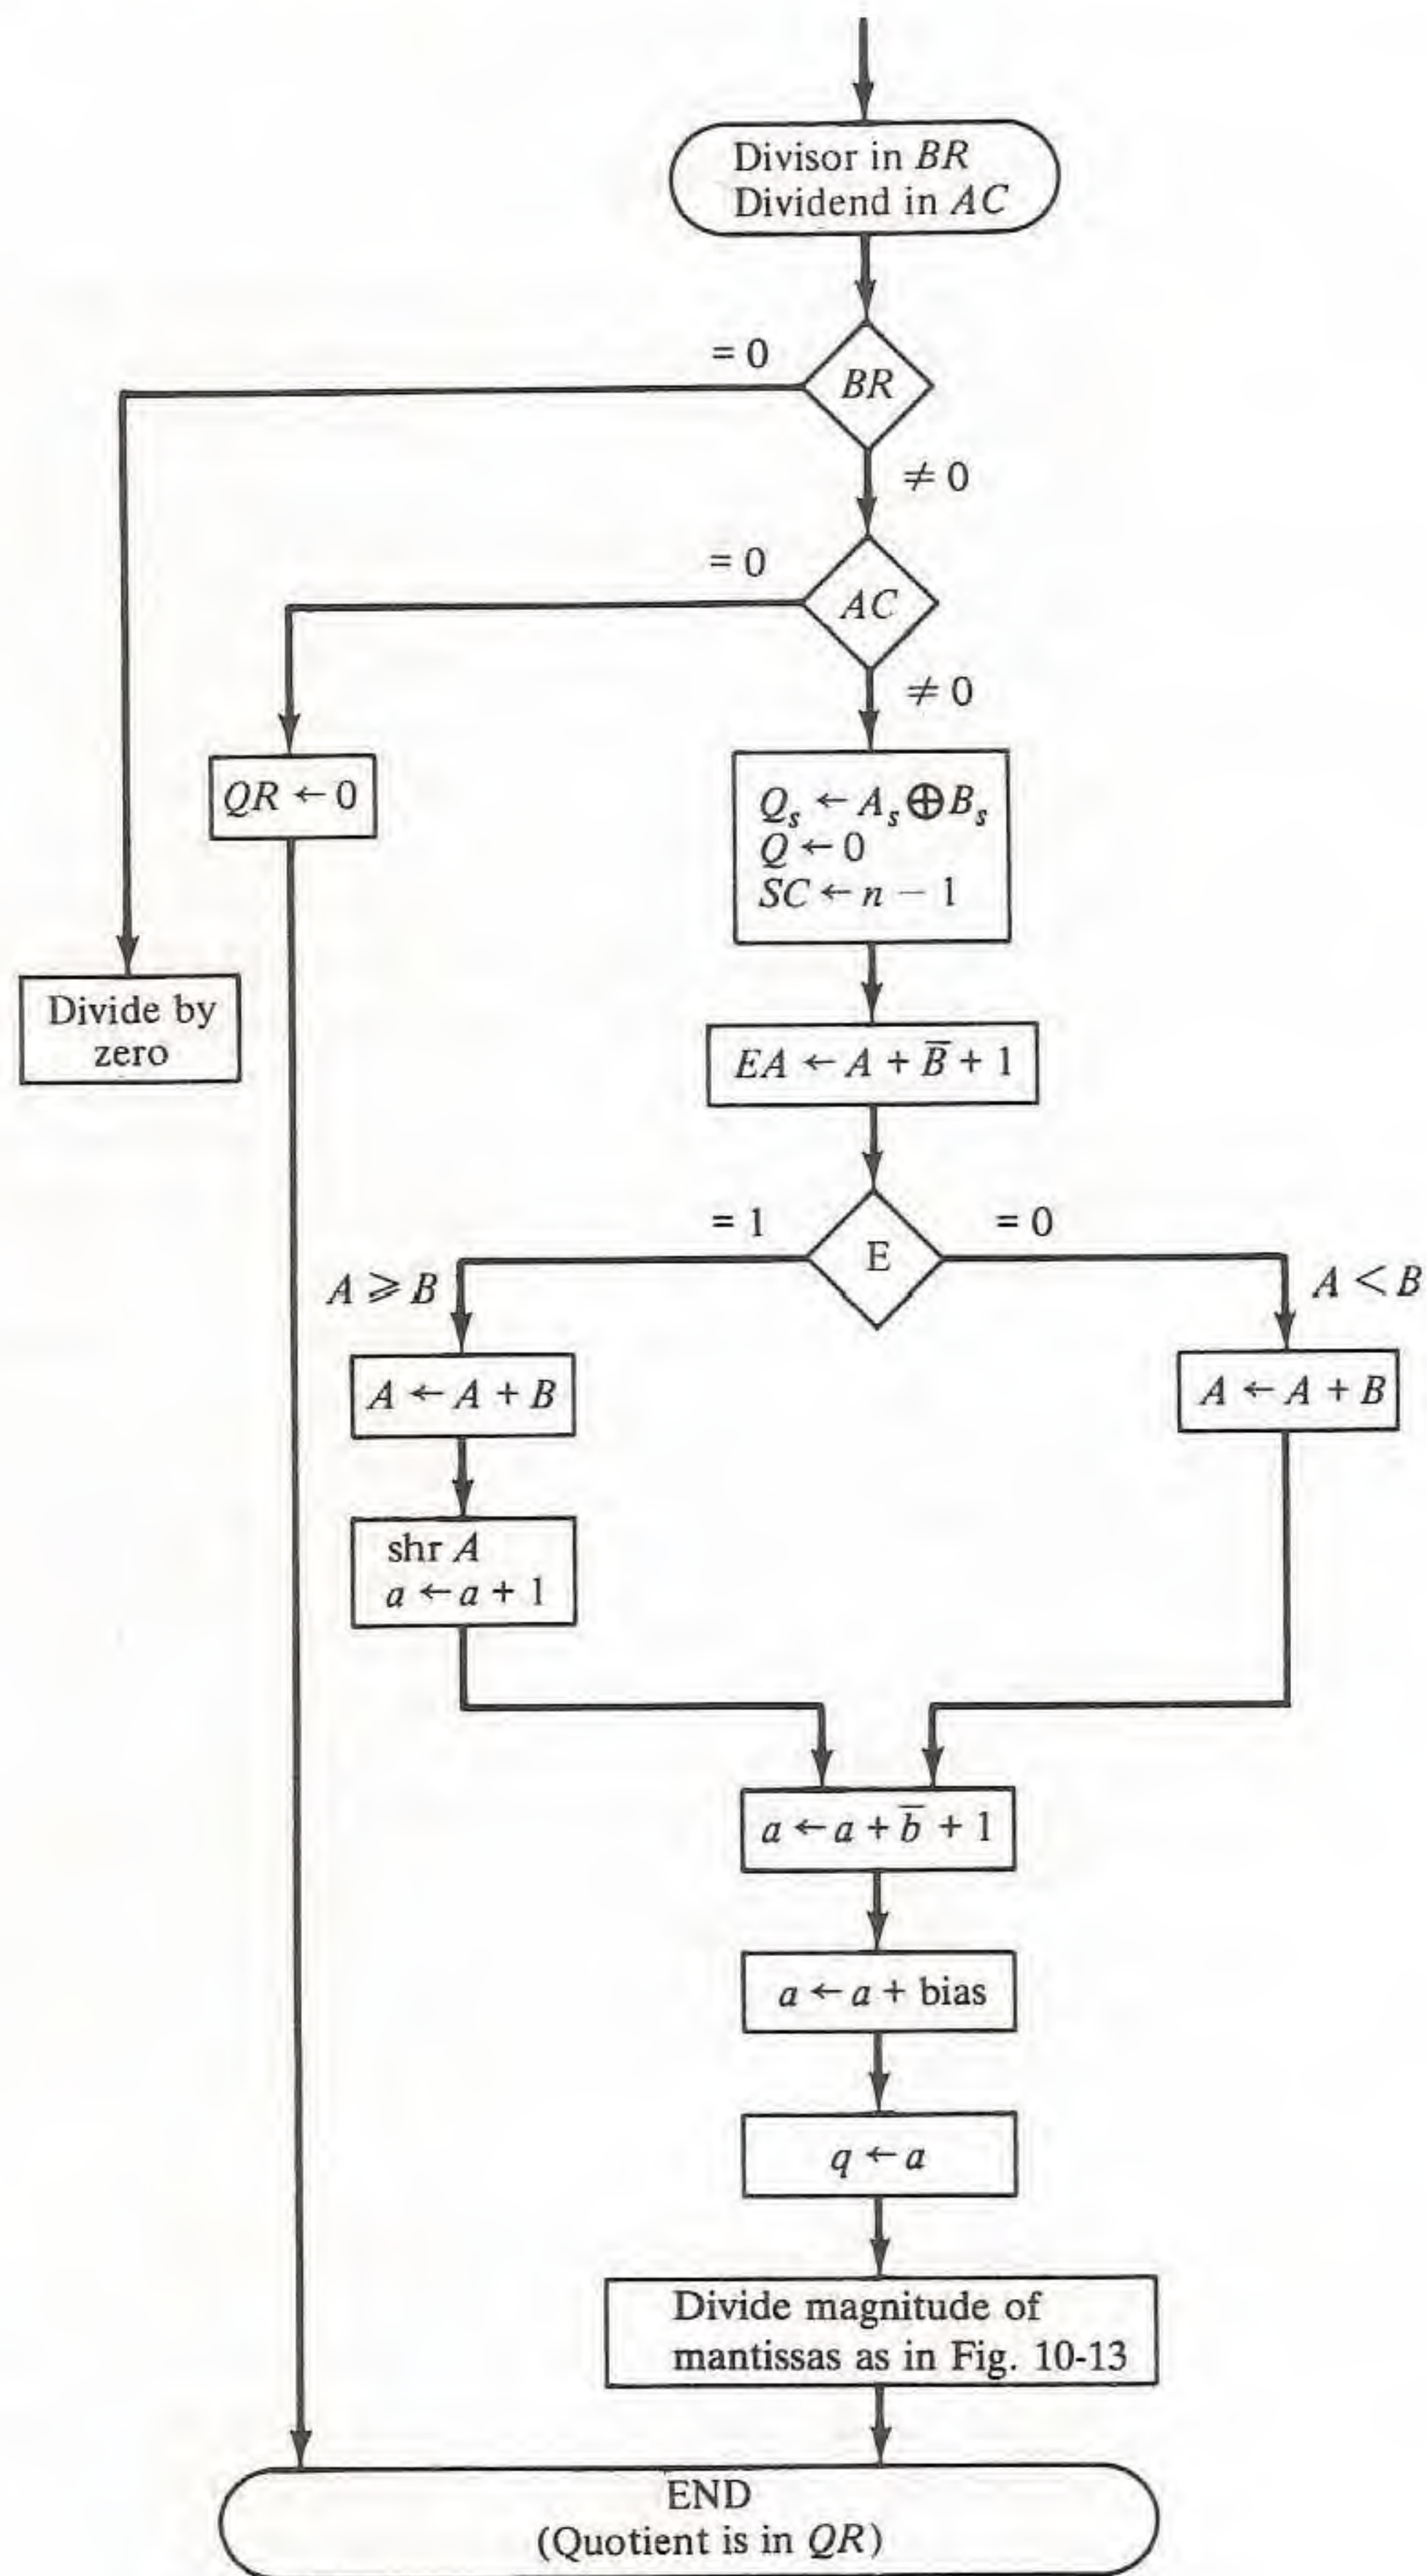 Divisor in BR
Dividend in AC
= 0
BR
≠ 0
= 0
AC
≠ 0
QR ← 0
Qs ← As ⊕ Bs
Q ← 0
SC ← n − 1
Divide by
zero
EA ← A + B̅ + 1
= 1
= 0
E
A ⩾ B
A < B
A ← A + B
A ← A + B
shr A
a ← a + 1
a ← a + b̅ + 1
a ← a + bias
q ← a
Divide magnitude of
mantissas as in Fig. 10-13
END
(Quotient is in QR)